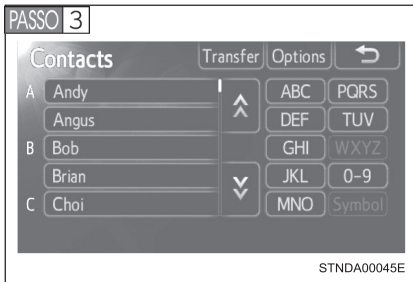 PASSO 3
Contacts Transfer Options
A Andy ABC PQRS
Angus DEF TUV
B Bob GHI WXYZ
Brian JKL 0-9
C Choi MNO Symbol
STNDA00045E